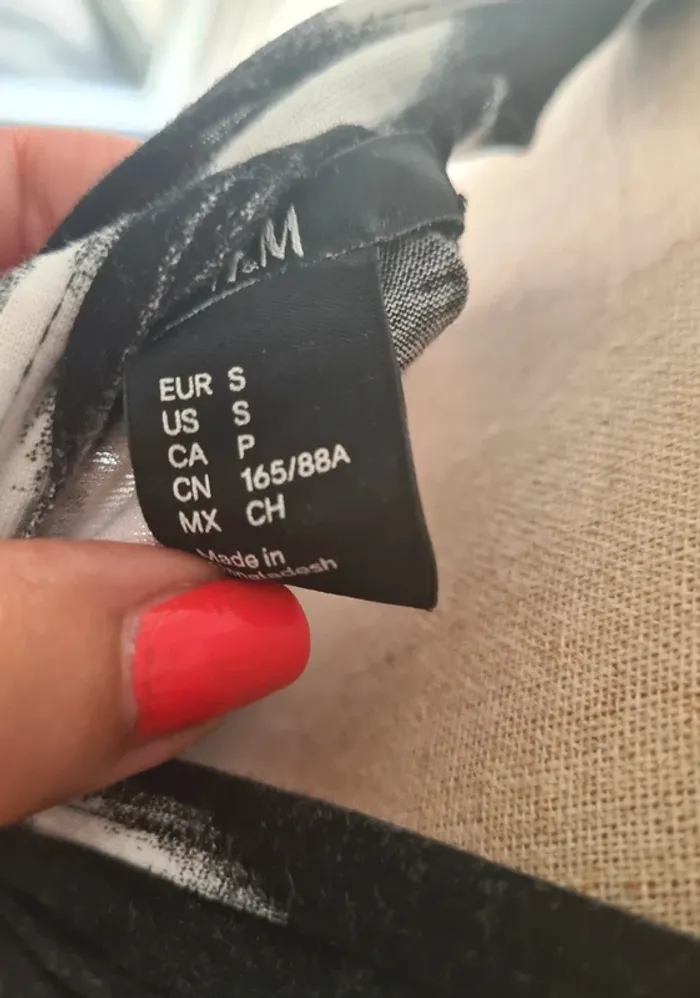 &M
EUR S
US S
CA P
CN 165/88A
MX CH
Made in